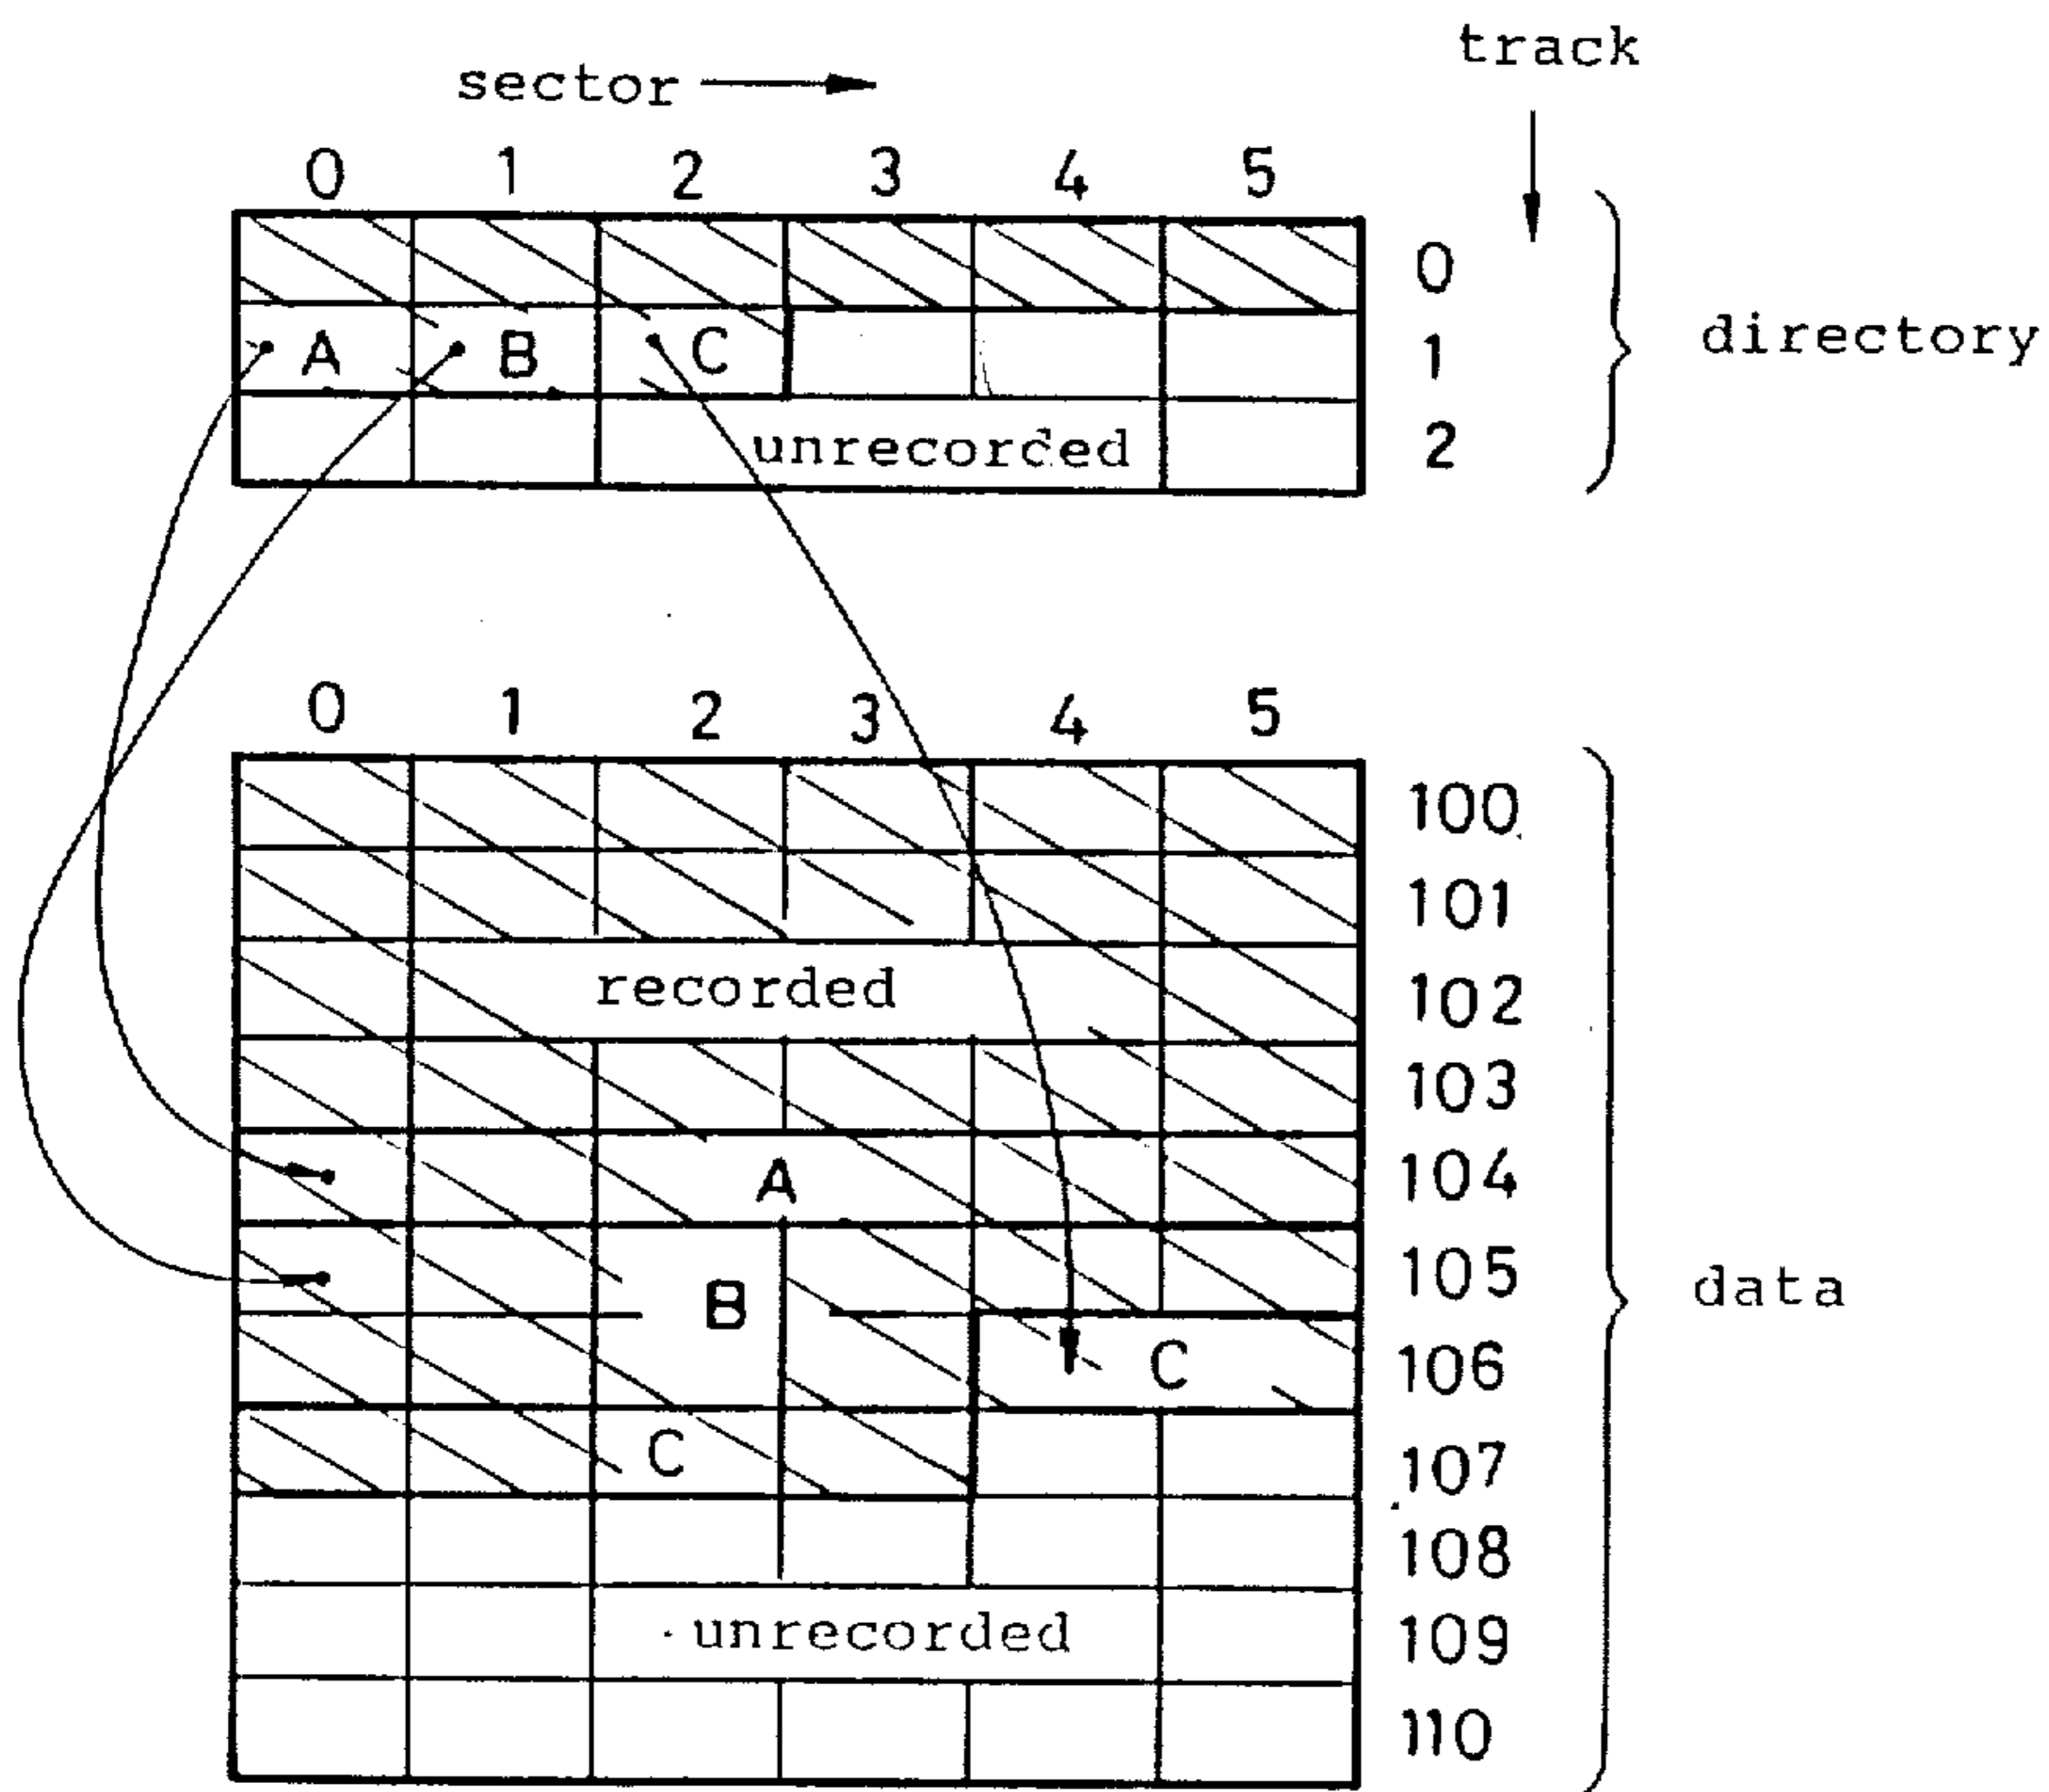 track
sector
0 1 2 3 4 5
0
A B C 1
directory
unrecorded 2
0 1 2 3 4 5
100
101
recorded 102
103
A 104
105
B
data
C 106
C 107
108
unrecorded 109
110